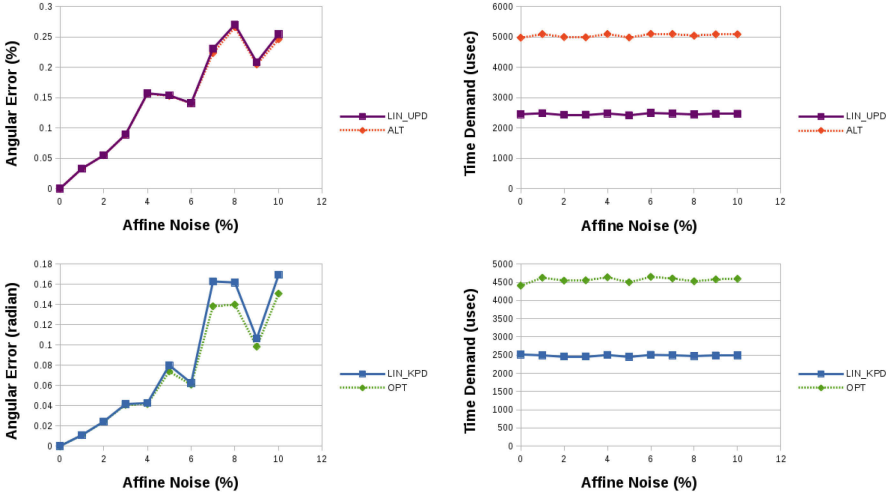 0.3
0.25
0.2
0.15
0.1
0.05
0
0 2 4 6 8 10 12
Angular Error (%)
Affine Noise (%)
LIN_UPD
ALT
6000
5000
4000
3000
2000
1000
0
0 2 4 6 8 10 12
Time Demand (usec)
Affine Noise (%)
LIN_UPD
ALT
0.18
0.16
0.14
0.12
0.1
0.08
0.06
0.04
0.02
0
0 2 4 6 8 10 12
Angular Error (radian)
Affine Noise (%)
LIN_KPD
OPT
5000
4500
4000
3500
3000
2500
2000
1500
1000
500
0
0 2 4 6 8 10 12
Time Demand (usec)
Affine Noise (%)
LIN_KPD
OPT